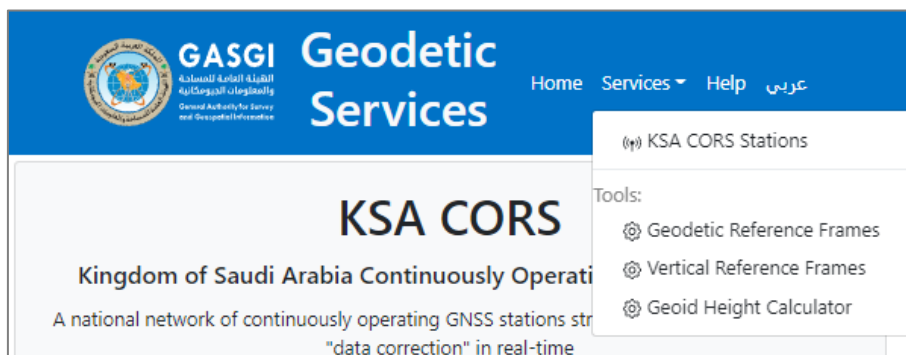 GASGI
الهيئة العامة للمساحة
والمعلومات الجيومكانية
General Authority for Survey
and Geospatial Information
Geodetic
Services
Home Services Help عربي
KSA CORS Stations
Tools:
Geodetic Reference Frames
Vertical Reference Frames
Geoid Height Calculator
KSA CORS
Kingdom of Saudi Arabia Continuously Operati
A national network of continuously operating GNSS stations str
"data correction" in real-time